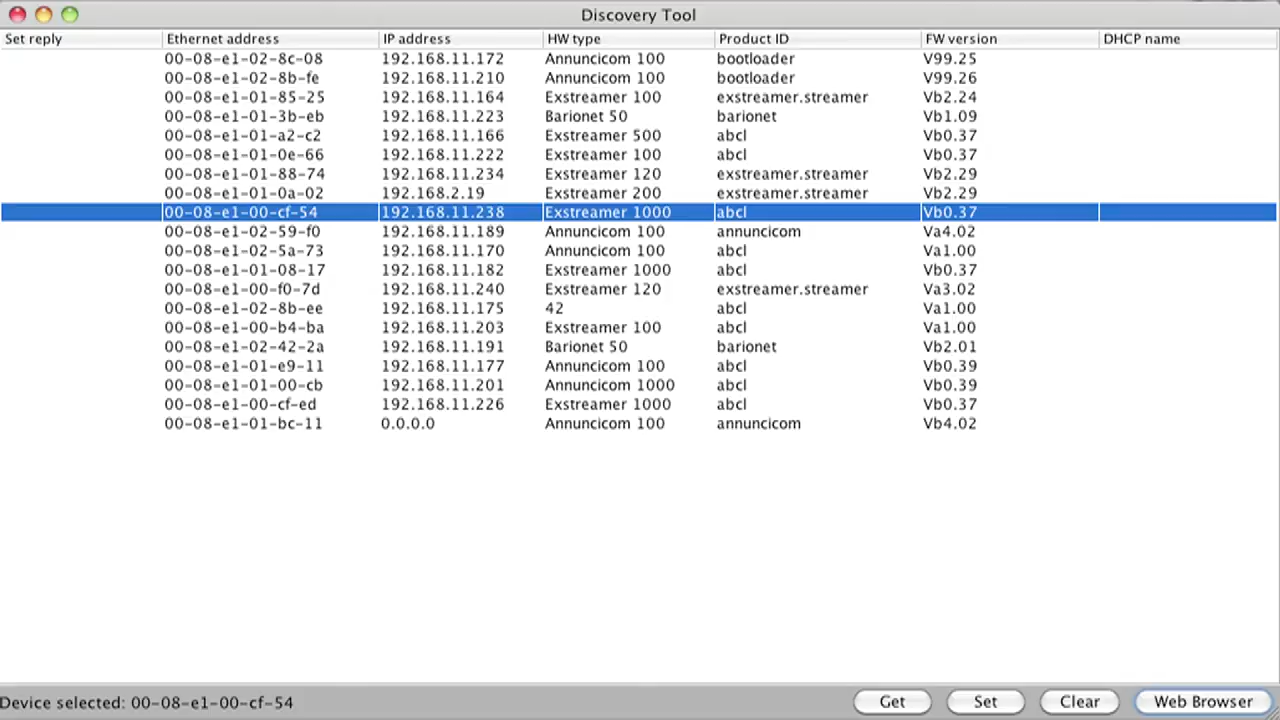 Discovery Tool
Set reply Ethernet address IP address HW type Product ID FW version DHCP name
00-08-e1-02-8c-08 192.168.11.172 Annuncicom 100 bootloader V99.25
00-08-e1-02-8b-fe 192.168.11.210 Annuncicom 100 bootloader V99.26
00-08-e1-01-85-25 192.168.11.164 Exstreamer 100 exstreamer.streamer Vb2.24
00-08-e1-01-3b-eb 192.168.11.223 Barionet 50 barionet Vb1.09
00-08-e1-01-a2-c2 192.168.11.166 Exstreamer 500 abcl Vb0.37
00-08-e1-01-0e-66 192.168.11.222 Exstreamer 100 abcl Vb0.37
00-08-e1-01-88-74 192.168.11.234 Exstreamer 120 exstreamer.streamer Vb2.29
00-08-e1-01-0a-02 192.168.2.19 Exstreamer 200 exstreamer.streamer Vb2.29
00-08-e1-00-cf-54 192.168.11.238 Exstreamer 1000 abcl Vb0.37
00-08-e1-02-59-f0 192.168.11.189 Annuncicom 100 annuncicom Va4.02
00-08-e1-02-5a-73 192.168.11.170 Annuncicom 100 abcl Va1.00
00-08-e1-01-08-17 192.168.11.182 Exstreamer 1000 abcl Vb0.37
00-08-e1-00-f0-7d 192.168.11.240 Exstreamer 120 exstreamer.streamer Va3.02
00-08-e1-02-8b-ee 192.168.11.175 42 abcl Va1.00
00-08-e1-00-b4-ba 192.168.11.203 Exstreamer 100 abcl Va1.00
00-08-e1-02-42-2a 192.168.11.191 Barionet 50 barionet Vb2.01
00-08-e1-01-e9-11 192.168.11.177 Annuncicom 100 abcl Vb0.39
00-08-e1-01-00-cb 192.168.11.201 Annuncicom 1000 abcl Vb0.39
00-08-e1-00-cf-ed 192.168.11.226 Exstreamer 1000 abcl Vb0.37
00-08-e1-01-bc-11 0.0.0.0 Annuncicom 100 annuncicom Vb4.02
Device selected: 00-08-e1-00-cf-54 Get Set Clear Web Browser